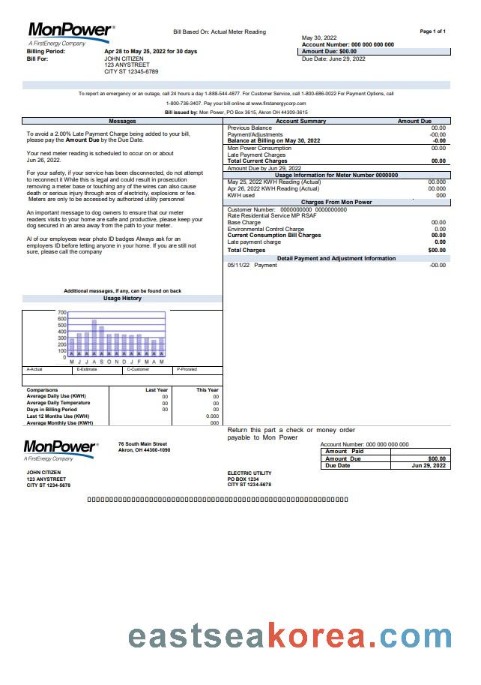 MonPower
A FirstEnergy Company
Bill Based On: Actual Meter Reading
Page 1 of 1
May 30, 2022
Account Number: 000 000 000 000
Billing Period: Apr 28 to May 25, 2022 for 30 days
Amount Due: $00.00
Bill For: JOHN CITIZEN
Due Date: June 29, 2022
123 ANYSTREET
CITY ST 12345-6789
To report an emergency or an outage, call 24 hours a day 1-888-544-4877. For Customer Service, call 1-800-686-0022 For Payment Options, call
1-800-736-3407. Pay your bill online at www.firstenergycorp.com
Bill issued by: Mon Power, PO Box 3615, Akron OH 44309-3615
Messages
To avoid a 2.00% Late Payment Charge being added to your bill,
please pay the Amount Due by the Due Date.
Your next meter reading is scheduled to occur on or about
Jun 26, 2022.
For your safety, if your service has been disconnected, do not attempt
to reconnect it While this is legal and could result in prosecution
removing a meter base or touching any of the wires can also cause
death or serious injury through arcs of electricity, explosions or fire.
Meters are only to be accessed by authorized utility personnel
An important message to dog owners to ensure that our meter
readers visits to your home are safe and productive, please keep your
dog secured in an area away from the path to your meter.
Al of our employees wear photo ID badges Always ask for an
employers ID before letting anyone in your home. If you are still not
sure, please call the company
Additional messages, if any, can be found on back
Usage History
700
600
500
400
300
200
100
0
A A A A A A A A A A A A A
M J J A S O N D J F M A M
A-Actual E-Estimate C-Customer P-Prorated
Comparisons Last Year This Year
Average Daily Use (KWH) 00 00
Average Daily Temperature 00 00
Days in Billing Period 00 00
Last 12 Months Use (KWH) 0.000
Average Monthly Use (KWH) 000
Account Summary Amount Due
Previous Balance 00.00
Payment/Adjustments -00.00
Balance at Billing on May 30, 2022 -0.00
Mon Power Consumption 00.00
Late Payment Charges
Total Current Charges 00.00
Amount Due by Jun 29, 2022
Usage Information for Meter Number 0000000
May 25, 2022 KWH Reading (Actual) 00.000
Apr 26, 2022 KWH Reading (Actual) 00.000
KWH used 000
Charges From Mon Power
Customer Number: 0000000000 0000000000
Rate Residential Service MP RSAF
Base Charge 00.00
Environmental Control Charge 0.00
Current Consumption Bill Charges 00.00
Late payment charge 0.00
Total Charges $00.00
Detail Payment and Adjustment Information
05/11/22 Payment -00.00
Return this part a check or money order
payable to Mon Power
MonPower
A FirstEnergy Company
76 South Main Street
Akron, OH 44390-1990
Account Number: 000 000 000 000
Amount Paid
Amount Due $00.00
Due Date Jun 29, 2022
JOHN CITIZEN
123 ANYSTREET
CITY ST 1234-5678
ELECTRIC UTILITY
PO BOX 1234
CITY ST 1234-5678
eastseakorea.com